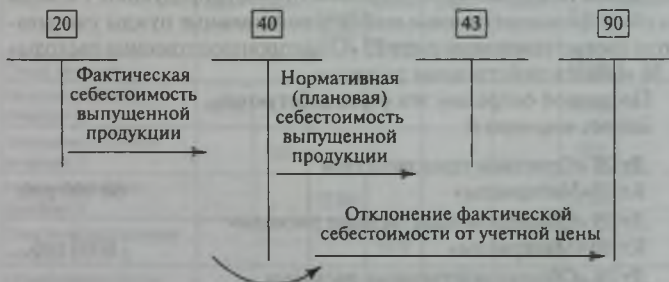 20 40 43 90
Фактическая
себестоимость
выпущенной
продукции
Нормативная
(плановая)
себестоимость
выпущенной
продукции
Отклонение фактической
себестоимости от учетной цены